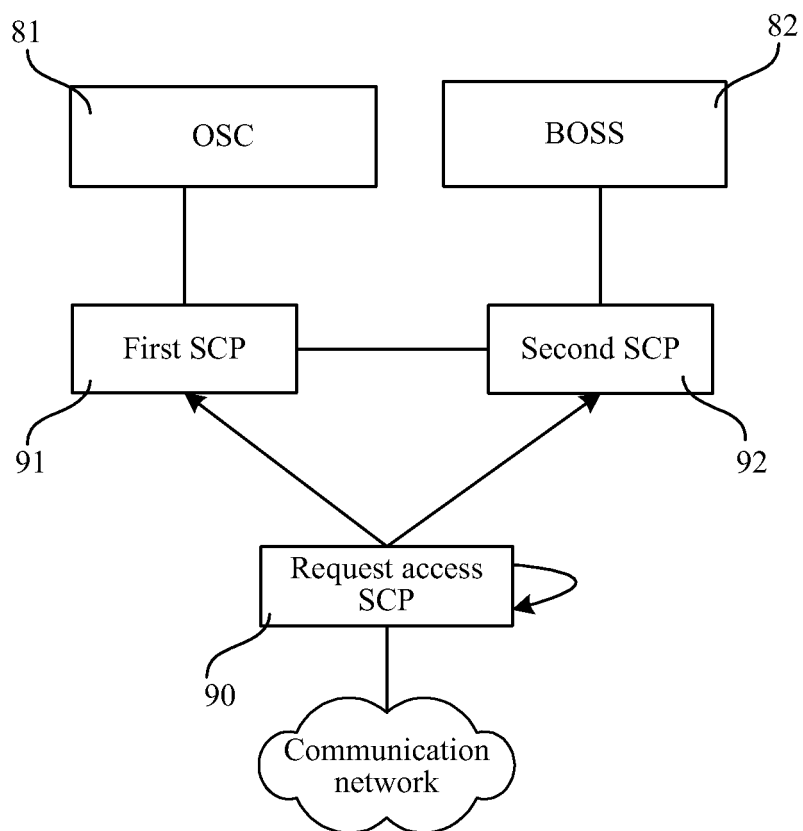 81
82
OSC
BOSS
First SCP
Second SCP
91
92
Request access
SCP
90
Communication
network